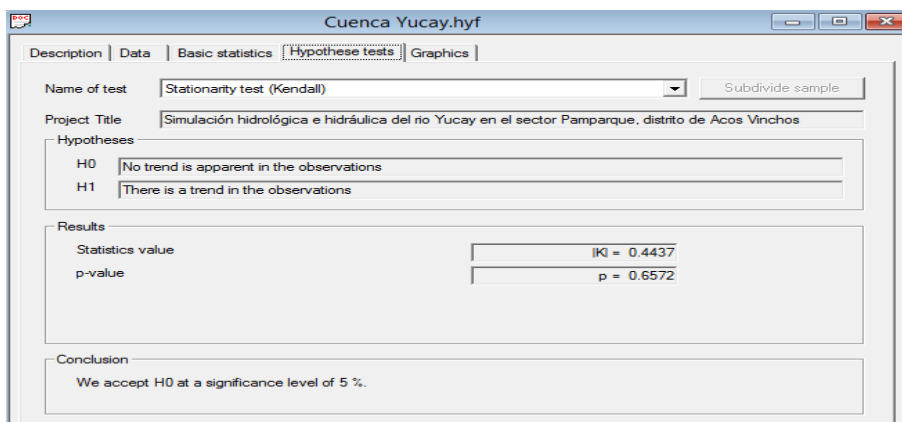 Cuenca Yucay.hyf
Description Data Basic statistics Hypothese tests Graphics
Name of test Stationarity test (Kendall) Subdivide sample
Project Title Simulación hidrológica e hidráulica del rio Yucay en el sector Pamparque, distrito de Acos Vinchos
Hypotheses
H0 No trend is apparent in the observations
H1 There is a trend in the observations
Results
Statistics value |K| = 0.4437
p-value p = 0.6572
Conclusion
We accept H0 at a significance level of 5 %.